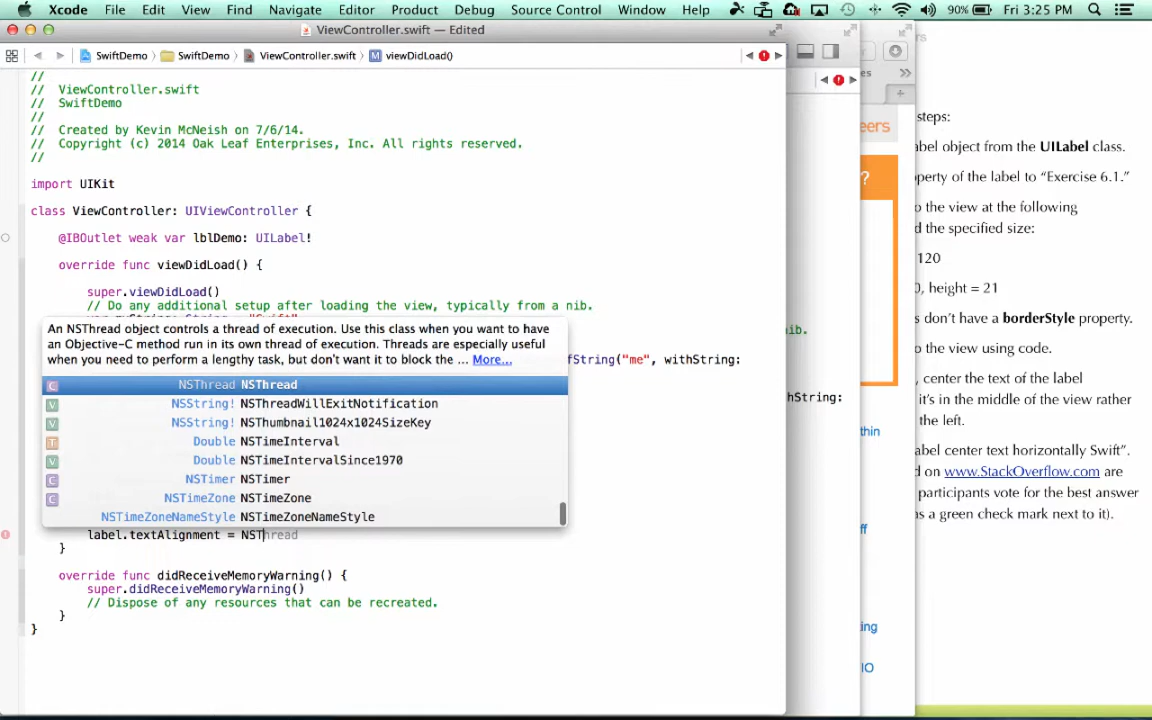 Xcode File Edit View Find Navigate Editor Product Debug Source Control Window Help 90% Fri 3:25 PM
ViewController.swift — Edited
SwiftDemo SwiftDemo ViewController.swift M viewDidLoad()
//
// ViewController.swift
// SwiftDemo
//
// Created by Kevin McNeish on 7/6/14.
// Copyright (c) 2014 Oak Leaf Enterprises, Inc. All rights reserved.
//
import UIKit
class ViewController: UIViewController {
@IBOutlet weak var lblDemo: UILabel!
override func viewDidLoad() {
super.viewDidLoad()
// Do any additional setup after loading the view, typically from a nib.
An NSThread object controls a thread of execution. Use this class when you want to have
an Objective-C method run in its own thread of execution. Threads are especially useful
when you need to perform a lengthy task, but don't want it to block the ... More...
fString("me", withString:
C NSThread NSThread
V NSString! NSThreadWillExitNotification
V NSString! NSThumbnail1024x1024SizeKey
T Double NSTimeInterval
V Double NSTimeIntervalSince1970
C NSTimer NSTimer
C NSTimeZone NSTimeZone
NSTimeZoneNameStyle NSTimeZoneNameStyle
label.textAlignment = NSThread
}
override func didReceiveMemoryWarning() {
super.didReceiveMemoryWarning()
// Dispose of any resources that can be recreated.
}
}
ib.
hString:
es
eers
?
thin
ff
ting
IO
rs
steps:
abel object from the UILabel class.
operty of the label to “Exercise 6.1.”
o the view at the following
d the specified size:
120
0, height = 21
s don’t have a borderStyle property.
o the view using code.
, center the text of the label
it’s in the middle of the view rather
the left.
abel center text horizontally Swift”.
d on www.StackOverflow.com are
participants vote for the best answer
as a green check mark next to it).